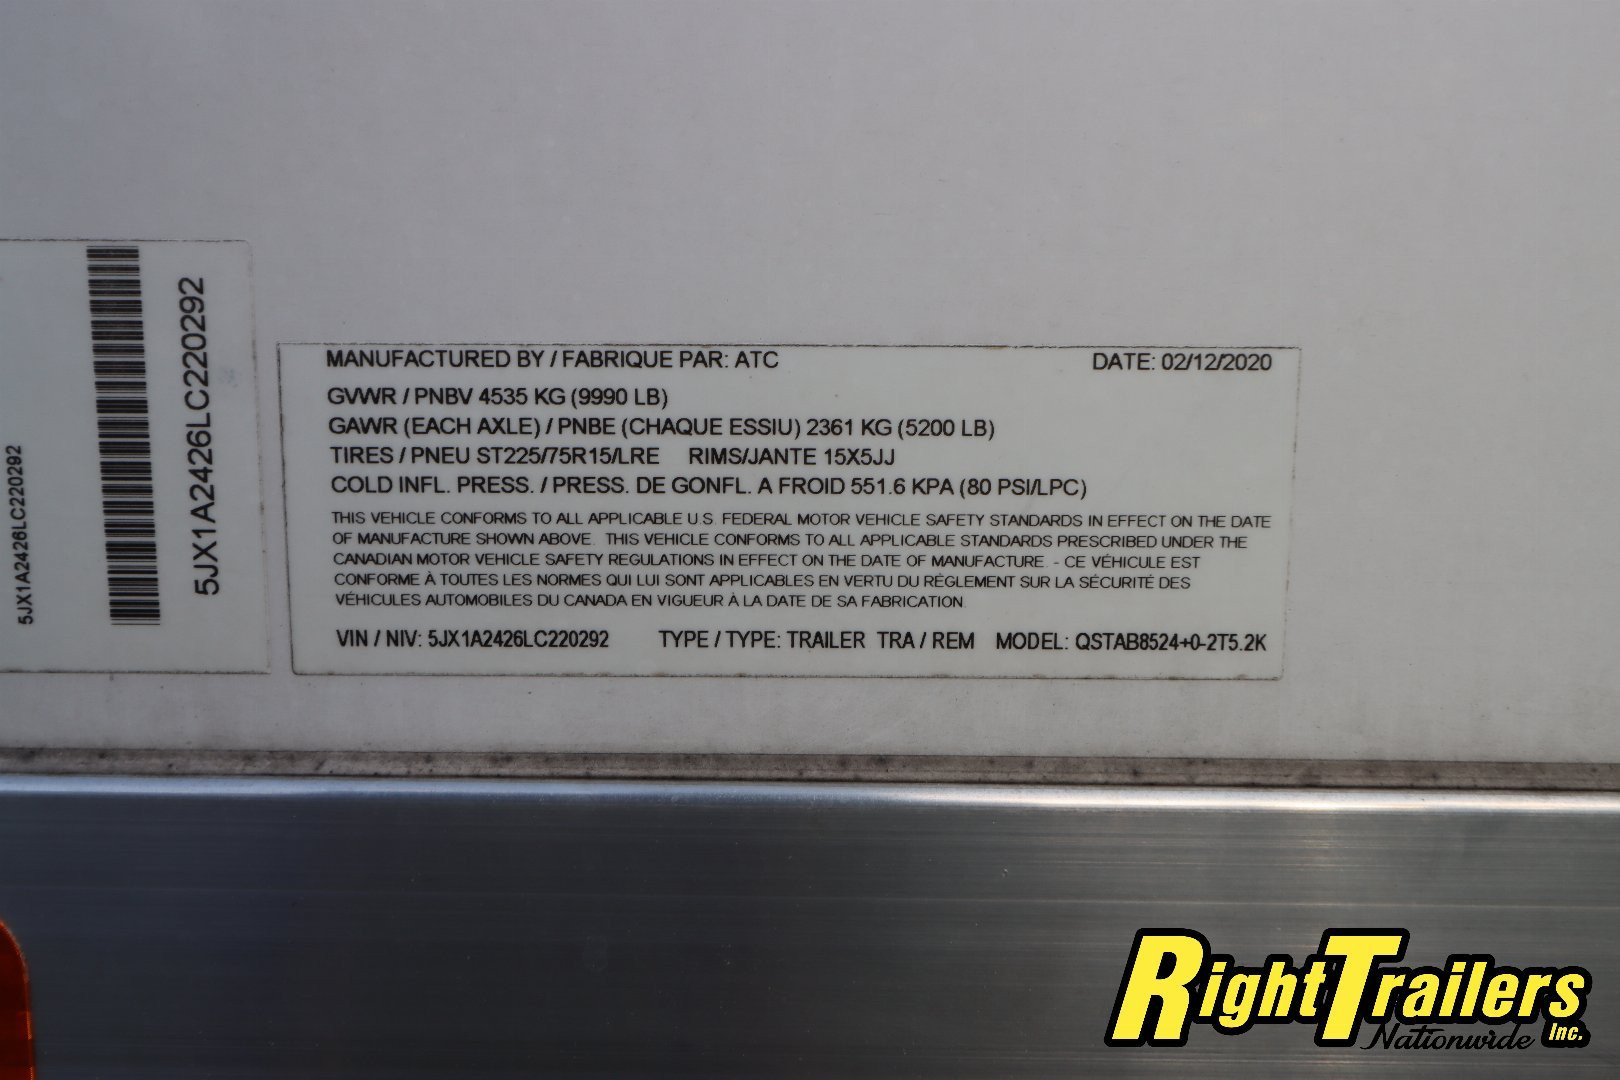 5JX1A2426LC220292
5JX1A2426LC220292
MANUFACTURED BY / FABRIQUE PAR: ATC DATE: 02/12/2020
GVWR / PNBV 4535 KG (9990 LB)
GAWR (EACH AXLE) / PNBE (CHAQUE ESSIU) 2361 KG (5200 LB)
TIRES / PNEU ST225/75R15/LRE RIMS/JANTE 15X5JJ
COLD INFL. PRESS. / PRESS. DE GONFL. A FROID 551.6 KPA (80 PSI/LPC)
THIS VEHICLE CONFORMS TO ALL APPLICABLE U.S. FEDERAL MOTOR VEHICLE SAFETY STANDARDS IN EFFECT ON THE DATE
OF MANUFACTURE SHOWN ABOVE. THIS VEHICLE CONFORMS TO ALL APPLICABLE STANDARDS PRESCRIBED UNDER THE
CANADIAN MOTOR VEHICLE SAFETY REGULATIONS IN EFFECT ON THE DATE OF MANUFACTURE. - CE VÉHICULE EST
CONFORME À TOUTES LES NORMES QUI LUI SONT APPLICABLES EN VERTU DU RÉGLEMENT SUR LA SÉCURITÉ DES
VÉHICULES AUTOMOBILES DU CANADA EN VIGUEUR À LA DATE DE SA FABRICATION.
VIN / NIV: 5JX1A2426LC220292 TYPE / TYPE: TRAILER TRA / REM MODEL: QSTAB8524+0-2T5.2K
RightTrailers
Nationwide Inc.